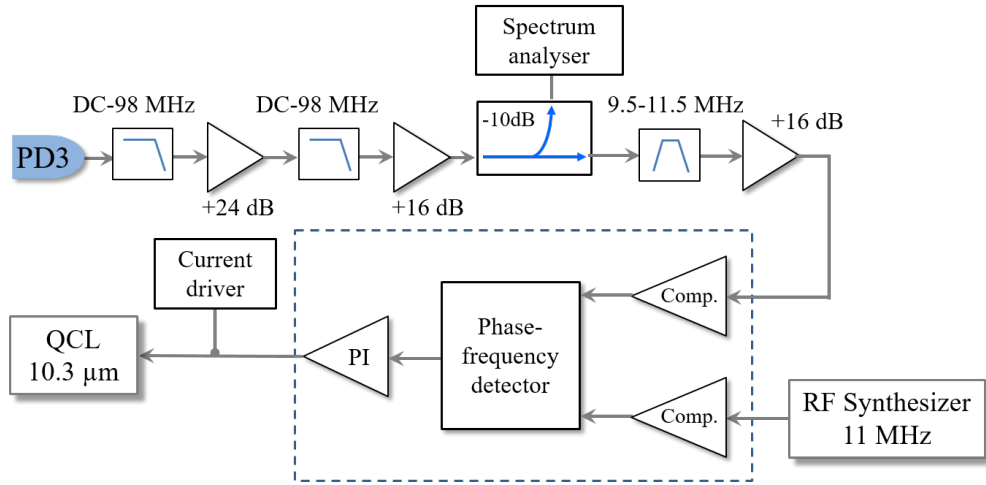 Spectrum
analyser
DC-98 MHz
DC-98 MHz
-10dB
9.5-11.5 MHz
+16 dB
PD3
+24 dB
+16 dB
Current
driver
Comp.
QCL
10.3 µm
PI
Phase-
frequency
detector
Comp.
RF Synthesizer
11 MHz